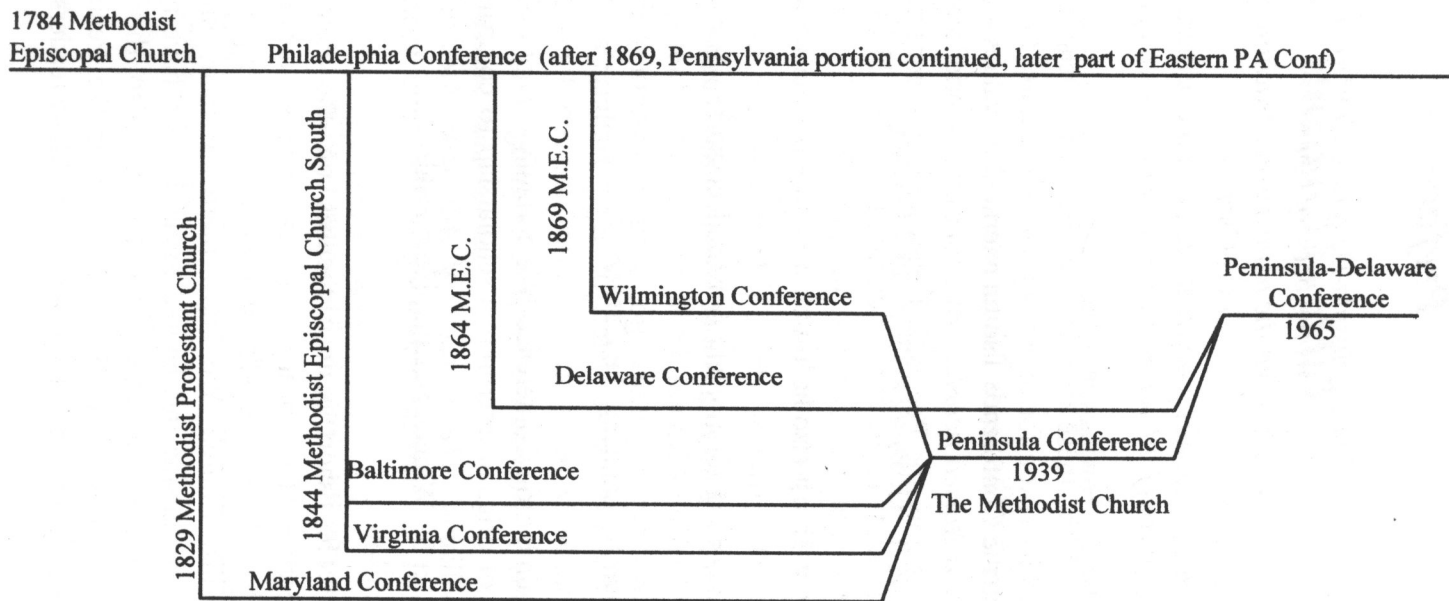 1784 Methodist
Episcopal Church
Philadelphia Conference (after 1869, Pennsylvania portion continued, later part of Eastern PA Conf)
1829 Methodist Protestant Church
1844 Methodist Episcopal Church South
1864 M.E.C.
1869 M.E.C.
Wilmington Conference
Delaware Conference
Baltimore Conference
Virginia Conference
Maryland Conference
Peninsula Conference
1939
The Methodist Church
Peninsula-Delaware
Conference
1965